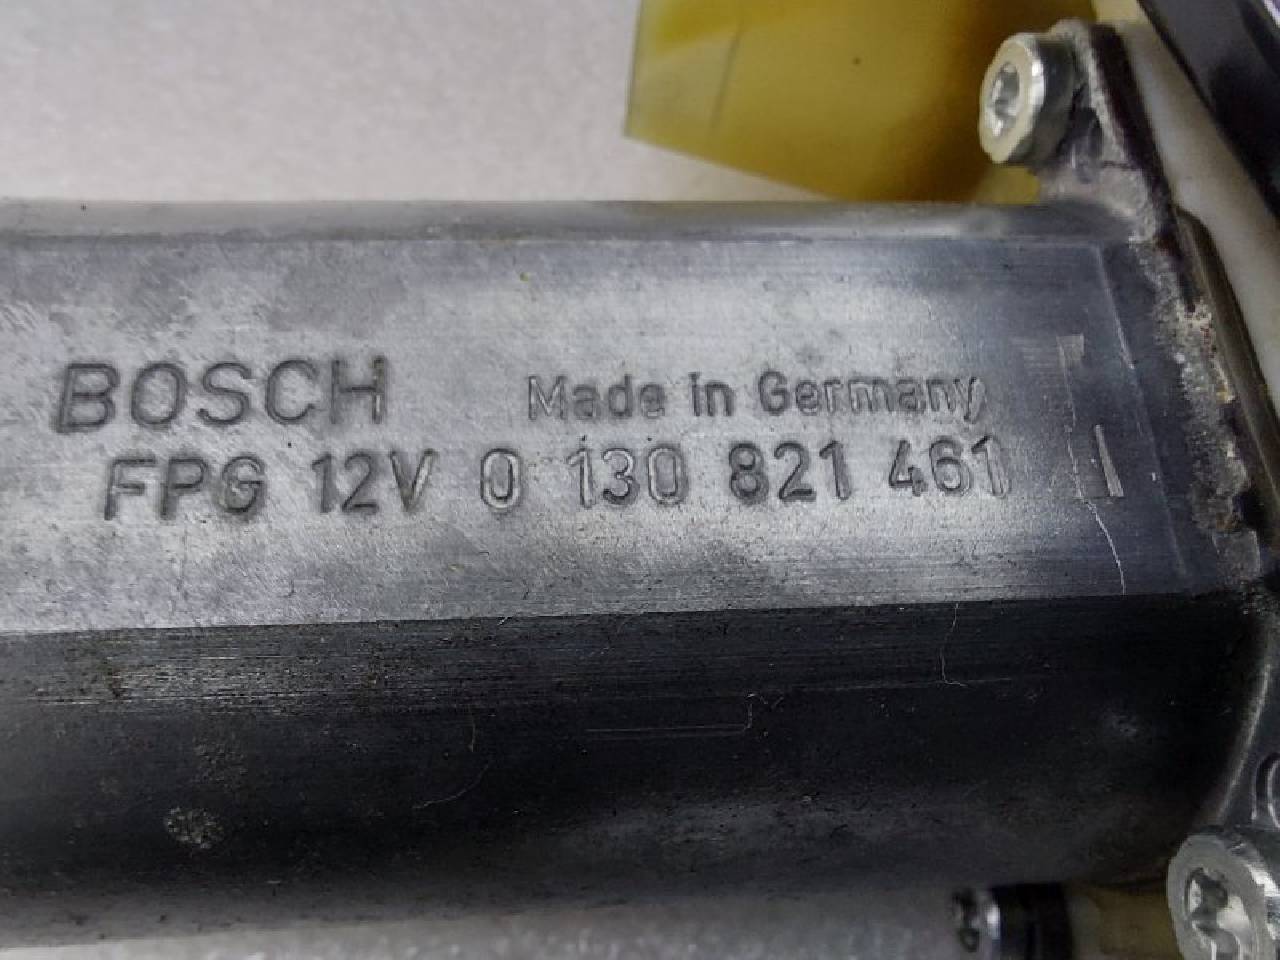 BOSCH Made in Germany
FPG 12V 0 130 821 461